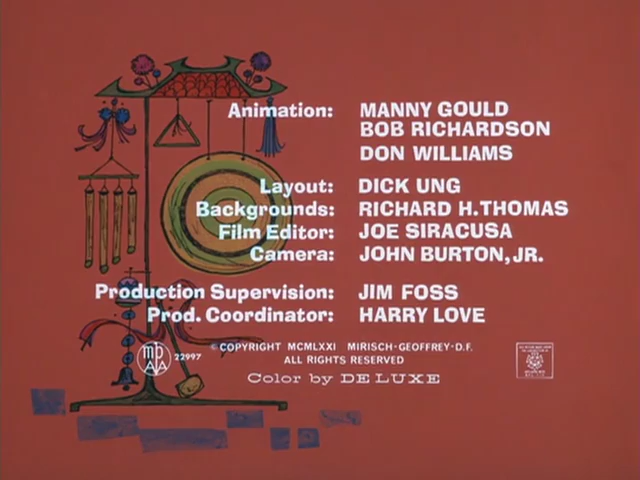 Animation: MANNY GOULD
BOB RICHARDSON
DON WILLIAMS
Layout: DICK UNG
Backgrounds: RICHARD H. THOMAS
Film Editor: JOE SIRACUSA
Camera: JOHN BURTON, JR.
Production Supervision: JIM FOSS
Prod. Coordinator: HARRY LOVE
© COPYRIGHT MCMLXXI MIRISCH-GEOFFREY-D.F.
ALL RIGHTS RESERVED
MPAA 22997
Color by DE LUXE